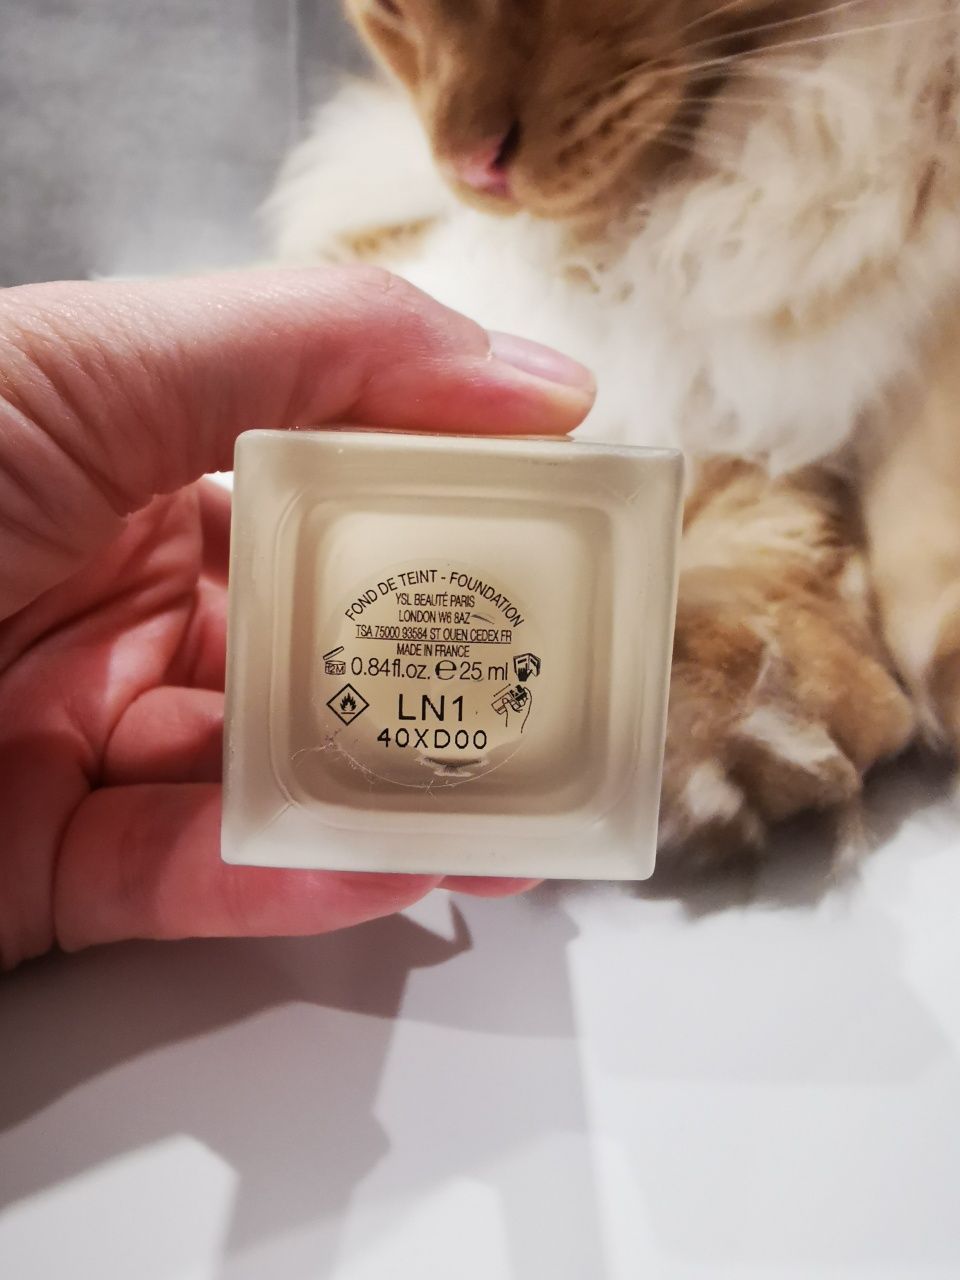 FOND DE TEINT - FOUNDATION
YSL BEAUTÉ PARIS
LONDON W6 8AZ
TSA 75000 93584 ST OUEN CEDEX FR
MADE IN FRANCE
12M 0.84fl.oz. ℮ 25 ml
LN1
40XD00